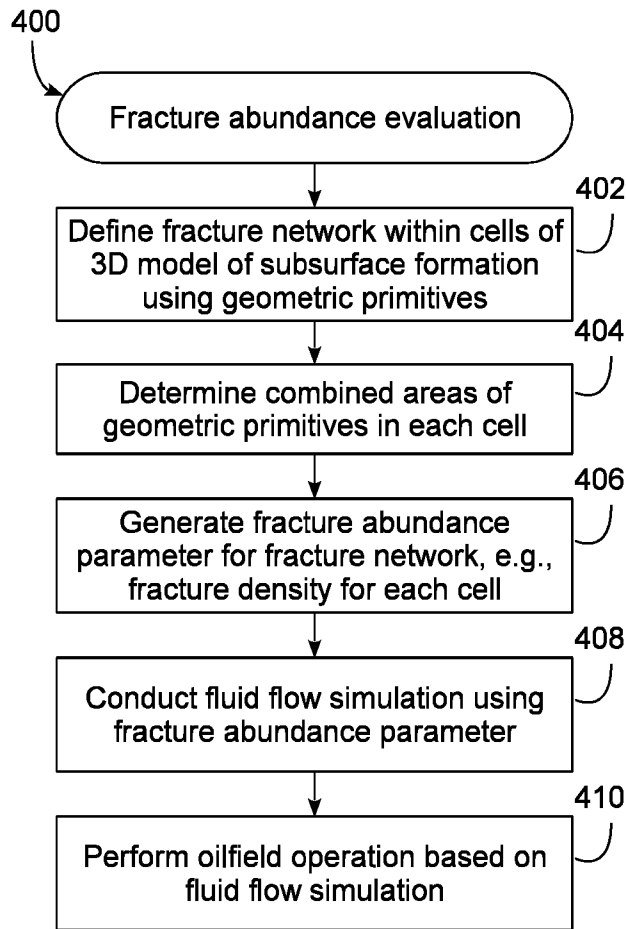 400
Fracture abundance evaluation
402
Define fracture network within cells of
3D model of subsurface formation
using geometric primitives
404
Determine combined areas of
geometric primitives in each cell
406
Generate fracture abundance
parameter for fracture network, e.g.,
fracture density for each cell
408
Conduct fluid flow simulation using
fracture abundance parameter
410
Perform oilfield operation based on
fluid flow simulation